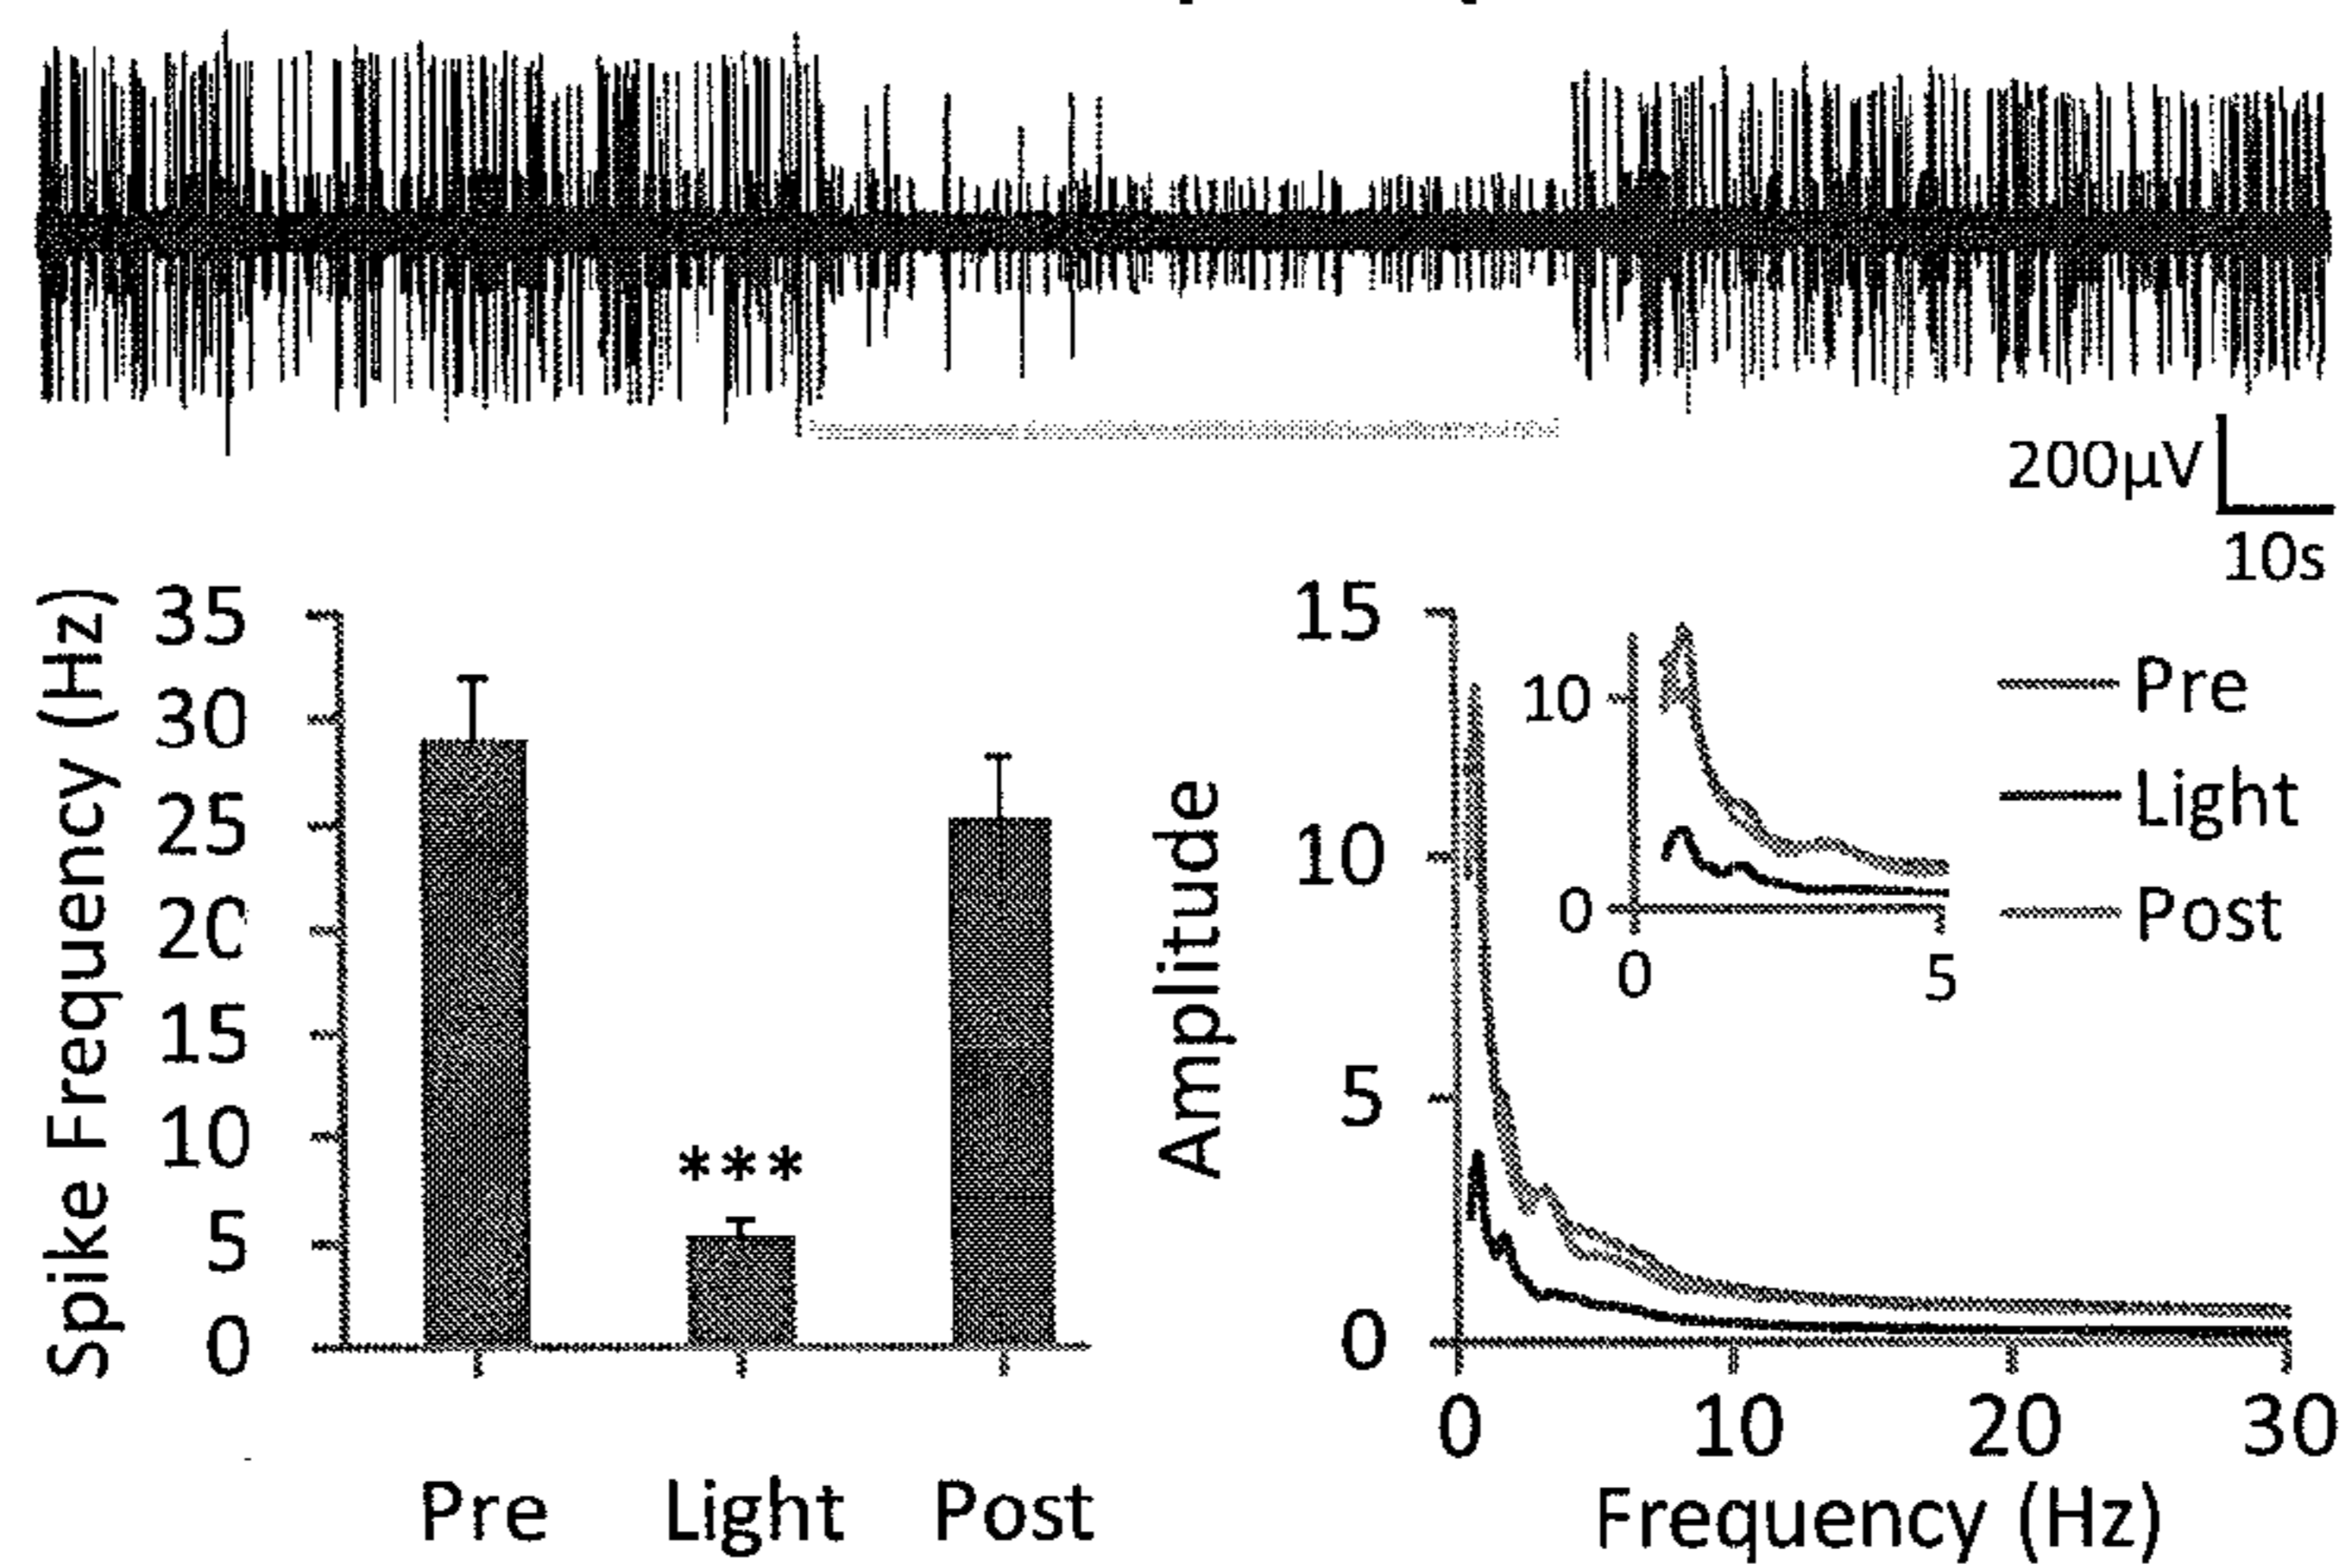 200µV
10s
Spike Frequency (Hz)
35
30
25
20
15
10
5
0
***
Pre Light Post
Amplitude
15
10
5
0
0 10 20 30
Frequency (Hz)
10
0
0 5
Pre
Light
Post